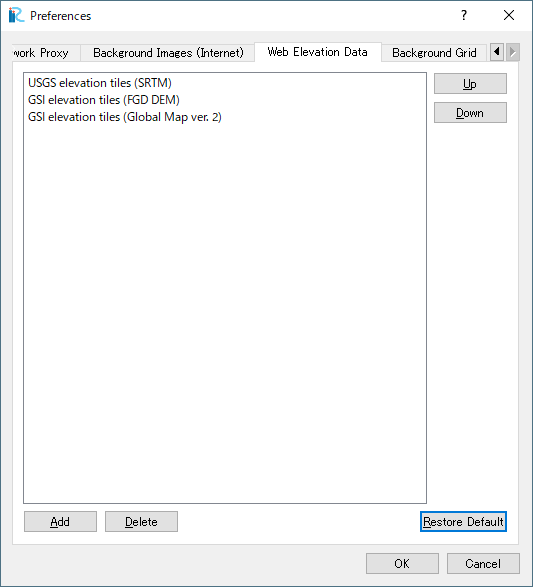 Preferences
work Proxy
Background Images (Internet)
Web Elevation Data
Background Grid
USGS elevation tiles (SRTM)
GSI elevation tiles (FGD DEM)
GSI elevation tiles (Global Map ver. 2)
Up
Down
Add
Delete
Restore Default
OK
Cancel